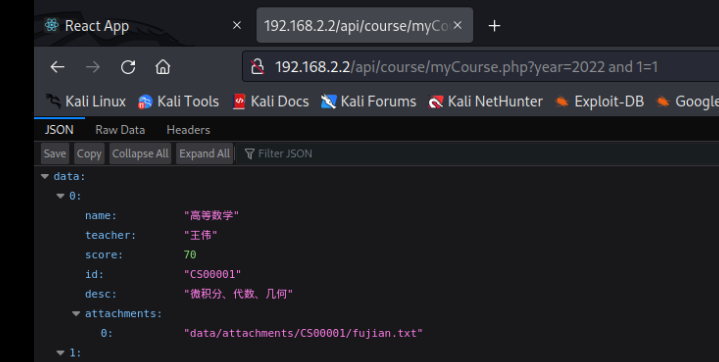 React App × 192.168.2.2/api/course/myCo × +
192.168.2.2/api/course/myCourse.php?year=2022 and 1=1
Kali Linux Kali Tools Kali Docs Kali Forums Kali NetHunter Exploit-DB Google
JSON Raw Data Headers
Save Copy Collapse All Expand All Filter JSON
data:
0:
name: "高等数学"
teacher: "王伟"
score: 70
id: "CS00001"
desc: "微积分、代数、几何"
attachments:
0: "data/attachments/CS00001/fujian.txt"
1: